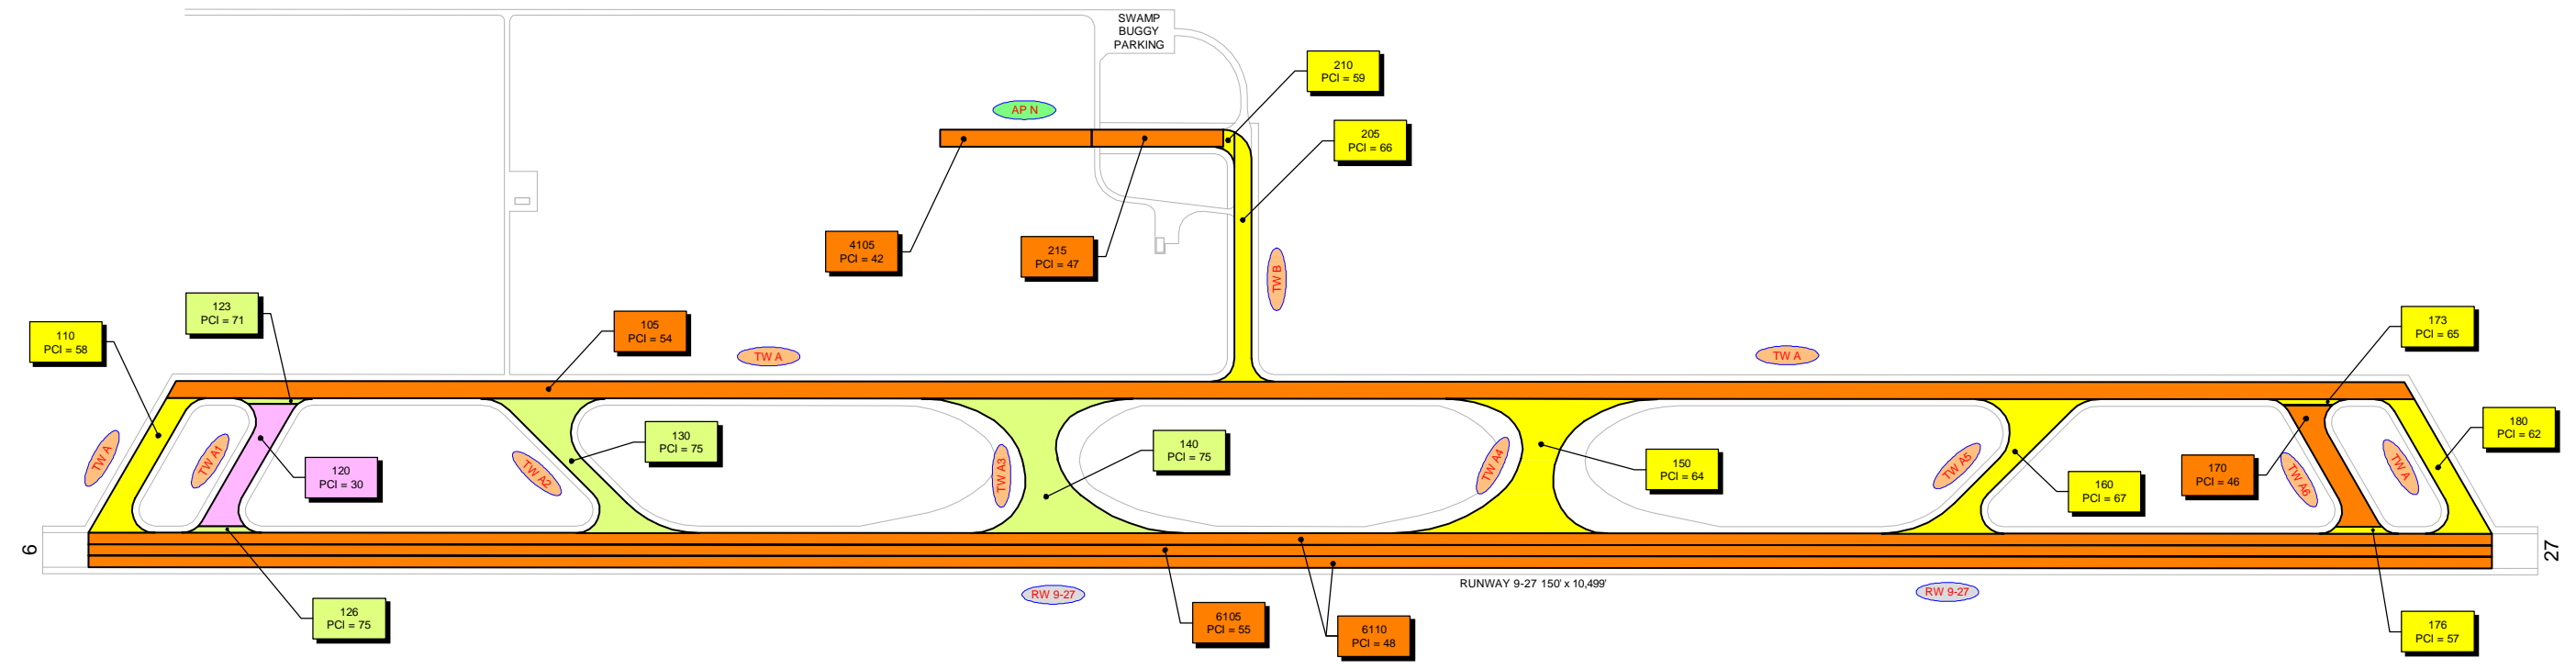 SWAMP
BUGGY
PARKING
210
PCI = 59
AP N
205
PCI = 66
4105
PCI = 42
215
PCI = 47
TW B
123
PCI = 71
110
PCI = 58
105
PCI = 54
TW A
TW A
173
PCI = 65
TW A
TW A1
120
PCI = 30
TW A2
130
PCI = 75
TW A3
140
PCI = 75
TW A4
150
PCI = 64
TW A5
160
PCI = 67
170
PCI = 46
TW A6
TW A
180
PCI = 62
9
27
RUNWAY 9-27 150' x 10,499'
RW 9-27
RW 9-27
126
PCI = 75
6105
PCI = 55
6110
PCI = 48
176
PCI = 57